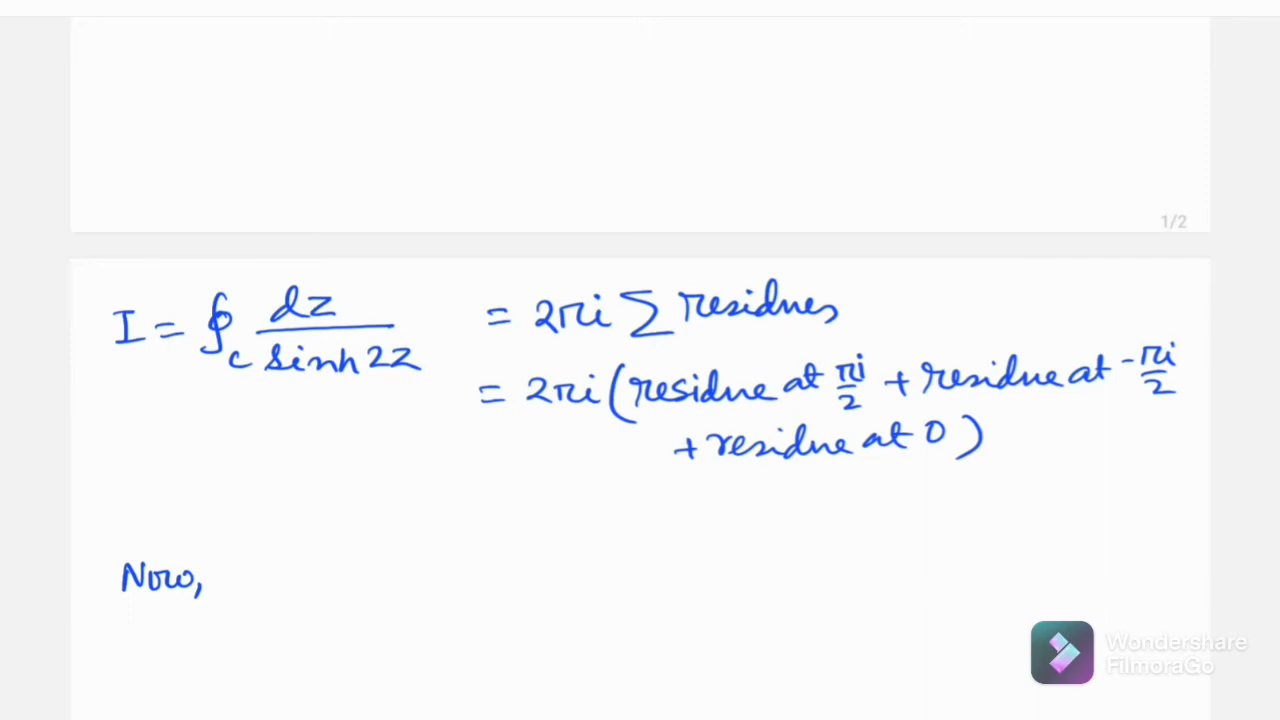 1/2
I = ∮_c dz/sinh2z = 2πi ∑ residues
= 2πi (residue at πi/2 + residue at -πi/2
+ residue at 0)
Now,
Wondershare
FilmoraGo